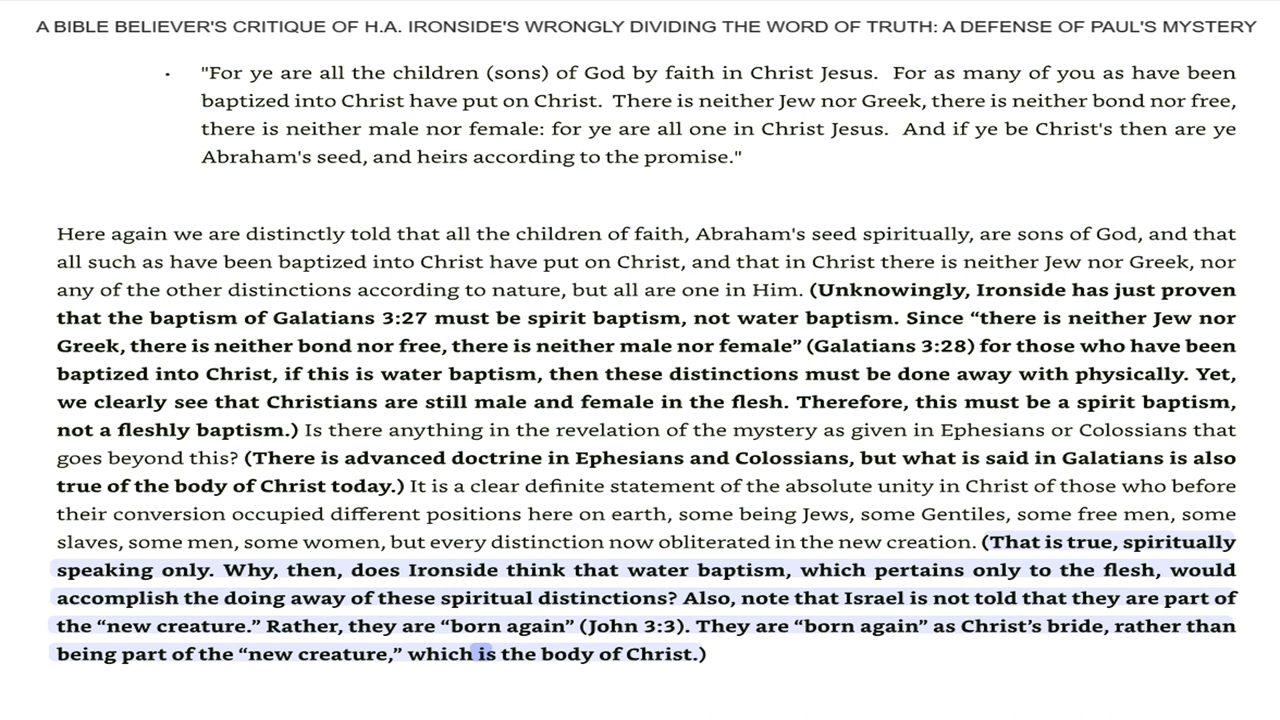 A BIBLE BELIEVER'S CRITIQUE OF H.A. IRONSIDE'S WRONGLY DIVIDING THE WORD OF TRUTH: A DEFENSE OF PAUL'S MYSTERY
• "For ye are all the children (sons) of God by faith in Christ Jesus. For as many of you as have been
baptized into Christ have put on Christ. There is neither Jew nor Greek, there is neither bond nor free,
there is neither male nor female: for ye are all one in Christ Jesus. And if ye be Christ's then are ye
Abraham's seed, and heirs according to the promise."
Here again we are distinctly told that all the children of faith, Abraham's seed spiritually, are sons of God, and that
all such as have been baptized into Christ have put on Christ, and that in Christ there is neither Jew nor Greek, nor
any of the other distinctions according to nature, but all are one in Him. (Unknowingly, Ironside has just proven
that the baptism of Galatians 3:27 must be spirit baptism, not water baptism. Since “there is neither Jew nor
Greek, there is neither bond nor free, there is neither male nor female” (Galatians 3:28) for those who have been
baptized into Christ, if this is water baptism, then these distinctions must be done away with physically. Yet,
we clearly see that Christians are still male and female in the flesh. Therefore, this must be a spirit baptism,
not a fleshly baptism.) Is there anything in the revelation of the mystery as given in Ephesians or Colossians that
goes beyond this? (There is advanced doctrine in Ephesians and Colossians, but what is said in Galatians is also
true of the body of Christ today.) It is a clear definite statement of the absolute unity in Christ of those who before
their conversion occupied different positions here on earth, some being Jews, some Gentiles, some free men, some
slaves, some men, some women, but every distinction now obliterated in the new creation. (That is true, spiritually
speaking only. Why, then, does Ironside think that water baptism, which pertains only to the flesh, would
accomplish the doing away of these spiritual distinctions? Also, note that Israel is not told that they are part of
the “new creature.” Rather, they are “born again” (John 3:3). They are “born again” as Christ’s bride, rather than
being part of the “new creature,” which is the body of Christ.)